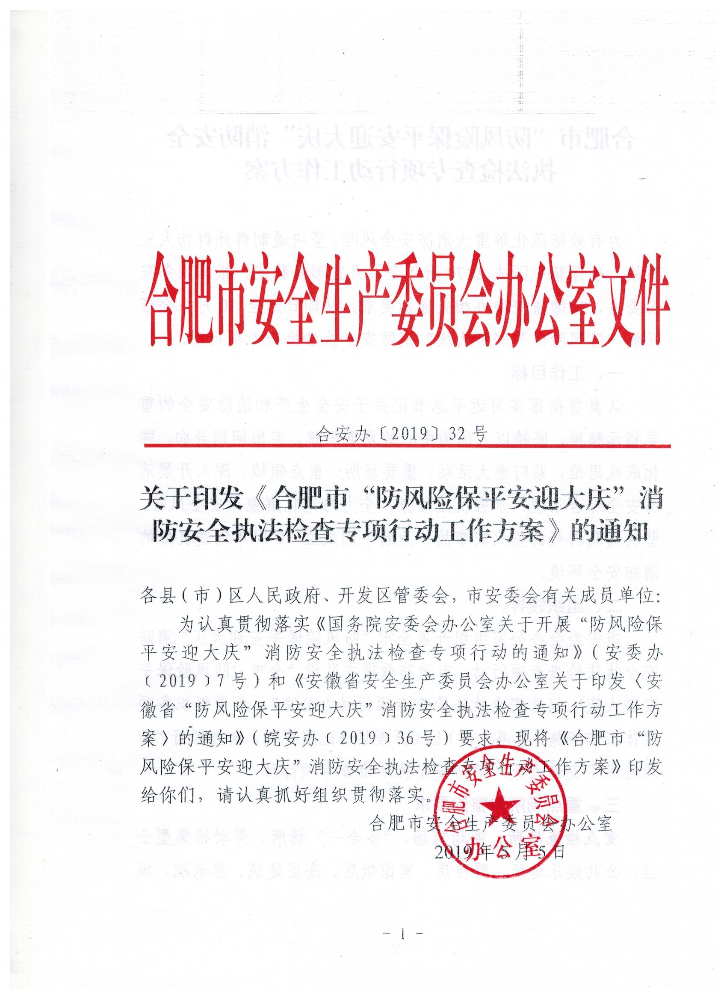 合肥市安全生产委员会办公室文件
合安办〔2019〕32号
关于印发《合肥市“防风险保平安迎大庆”消
防安全执法检查专项行动工作方案》的通知
各县(市)区人民政府、开发区管委会，市安委会有关成员单位：
为认真贯彻落实《国务院安委会办公室关于开展“防风险保
平安迎大庆”消防安全执法检查专项行动的通知》(安委办
〔2019〕7号)和《安徽省安全生产委员会办公室关于印发〈安
徽省“防风险保平安迎大庆”消防安全执法检查专项行动工作方
案〉的通知》(皖安办〔2019〕36号)要求，现将《合肥市“防
风险保平安迎大庆”消防安全执法检查专项行动工作方案》印发
给你们，请认真抓好组织贯彻落实。
合肥市安全生产委员会办公室
2019年5月5日
合肥市安全生产委员会
办公室
- 1 -